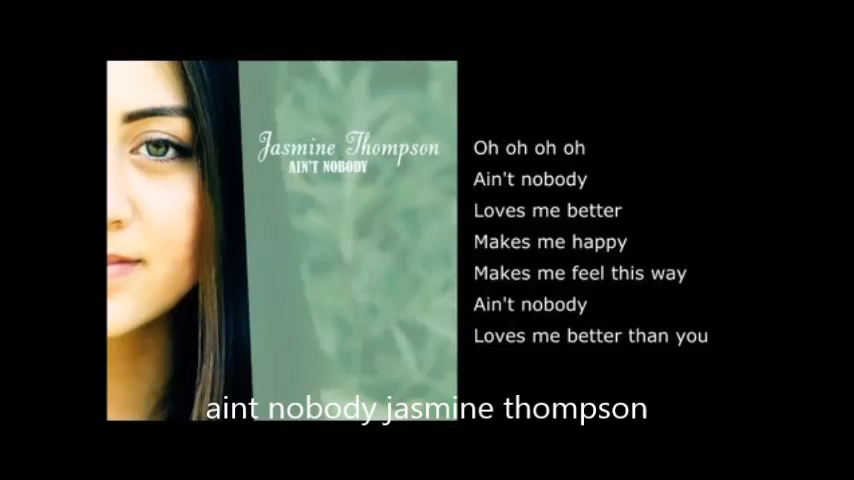 Jasmine Thompson
AIN'T NOBODY
Oh oh oh oh
Ain't nobody
Loves me better
Makes me happy
Makes me feel this way
Ain't nobody
Loves me better than you
aint nobody jasmine thompson